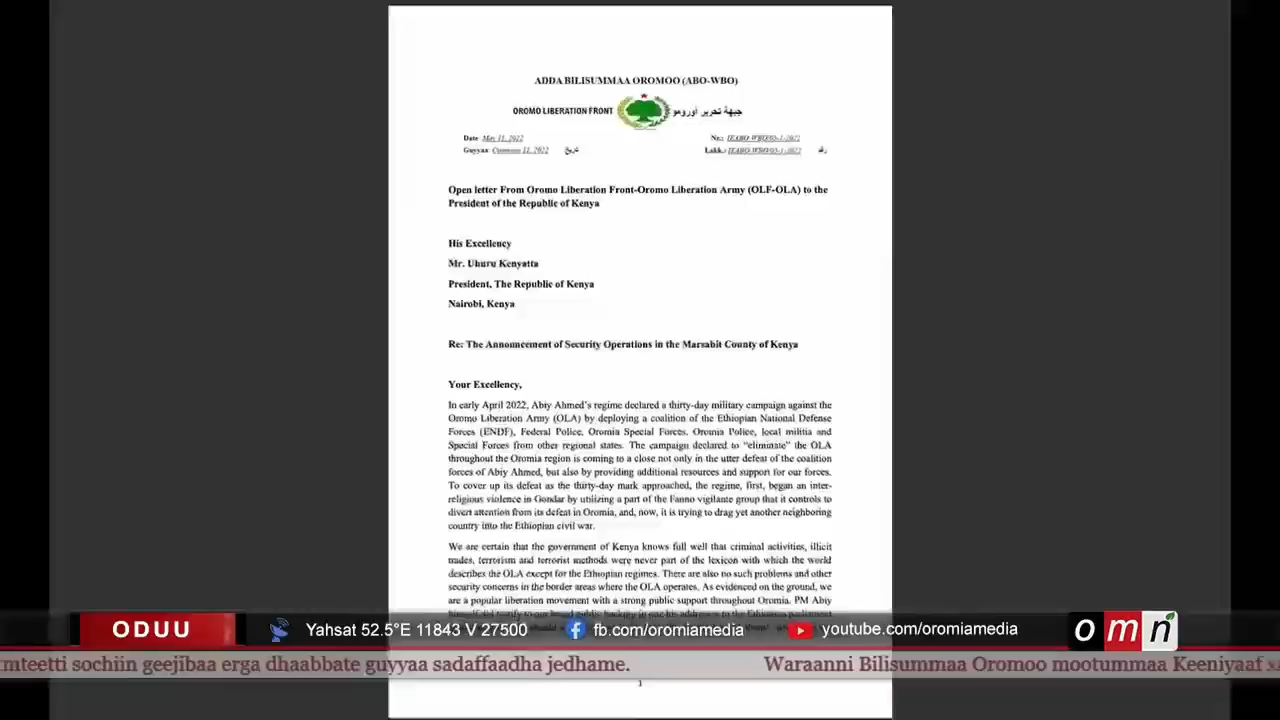 ADDA BILISUMMAA OROMOO (ABO-WBO)
OROMO LIBERATION FRONT جبهة تحرير أورومو
Date May 11, 2022 Nr.:
Guyyaa: 11, 2022 تاريخ Lakk.: رقم
Open letter From Oromo Liberation Front-Oromo Liberation Army (OLF-OLA) to the
President of the Republic of Kenya
His Excellency
Mr. Uhuru Kenyatta
President, The Republic of Kenya
Nairobi, Kenya
Re: The Announcement of Security Operations in the Marsabit County of Kenya
Your Excellency,
In early April 2022, Abiy Ahmed's regime declared a thirty-day military campaign against the
Oromo Liberation Army (OLA) by deploying a coalition of the Ethiopian National Defense
Forces (ENDF), Federal Police, Oromia Special Forces, Oromia Police, local militia and
Special Forces from other regional states. The campaign declared to "eliminate" the OLA
throughout the Oromia region is coming to a close not only in the utter defeat of the coalition
forces of Abiy Ahmed, but also by providing additional resources and support for our forces.
To cover up its defeat as the thirty-day mark approached, the regime, first, began an inter-
religious violence in Gondar by utilizing a part of the Fanno vigilante group that it controls to
divert attention from its defeat in Oromia, and, now, it is trying to drag yet another neighboring
country into the Ethiopian civil war.
We are certain that the government of Kenya knows full well that criminal activities, illicit
trades, terrorism and terrorist methods were never part of the lexicon with which the world
describes the OLA except for the Ethiopian regimes. There are also no such problems and other
security concerns in the border areas where the OLA operates. As evidenced on the ground, we
are a popular liberation movement with a strong public support throughout Oromia. PM Abiy
ODUU Yahsat 52.5°E 11843 V 27500 fb.com/oromiamedia youtube.com/oromiamedia omn
mteetti sochiin geejibaa erga dhaabbate guyyaa sadaffaadha jedhame. Waraanni Bilisummaa Oromoo mootummaa Keeniyaaf
1